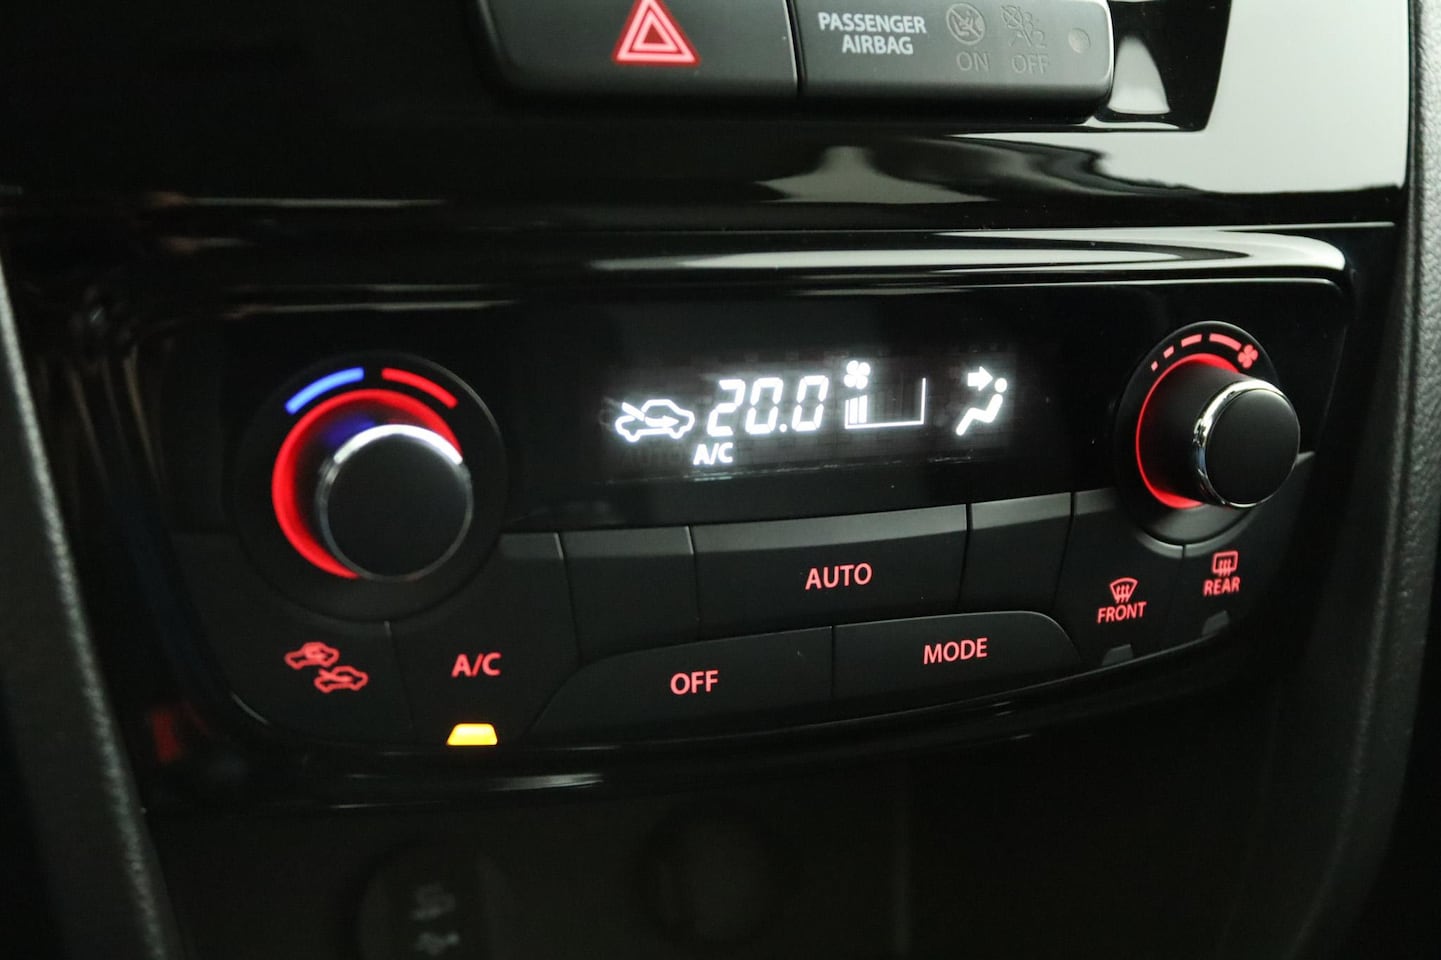 PASSENGER
AIRBAG
ON OFF
20.0
A/C
AUTO
FRONT
REAR
A/C
OFF
MODE